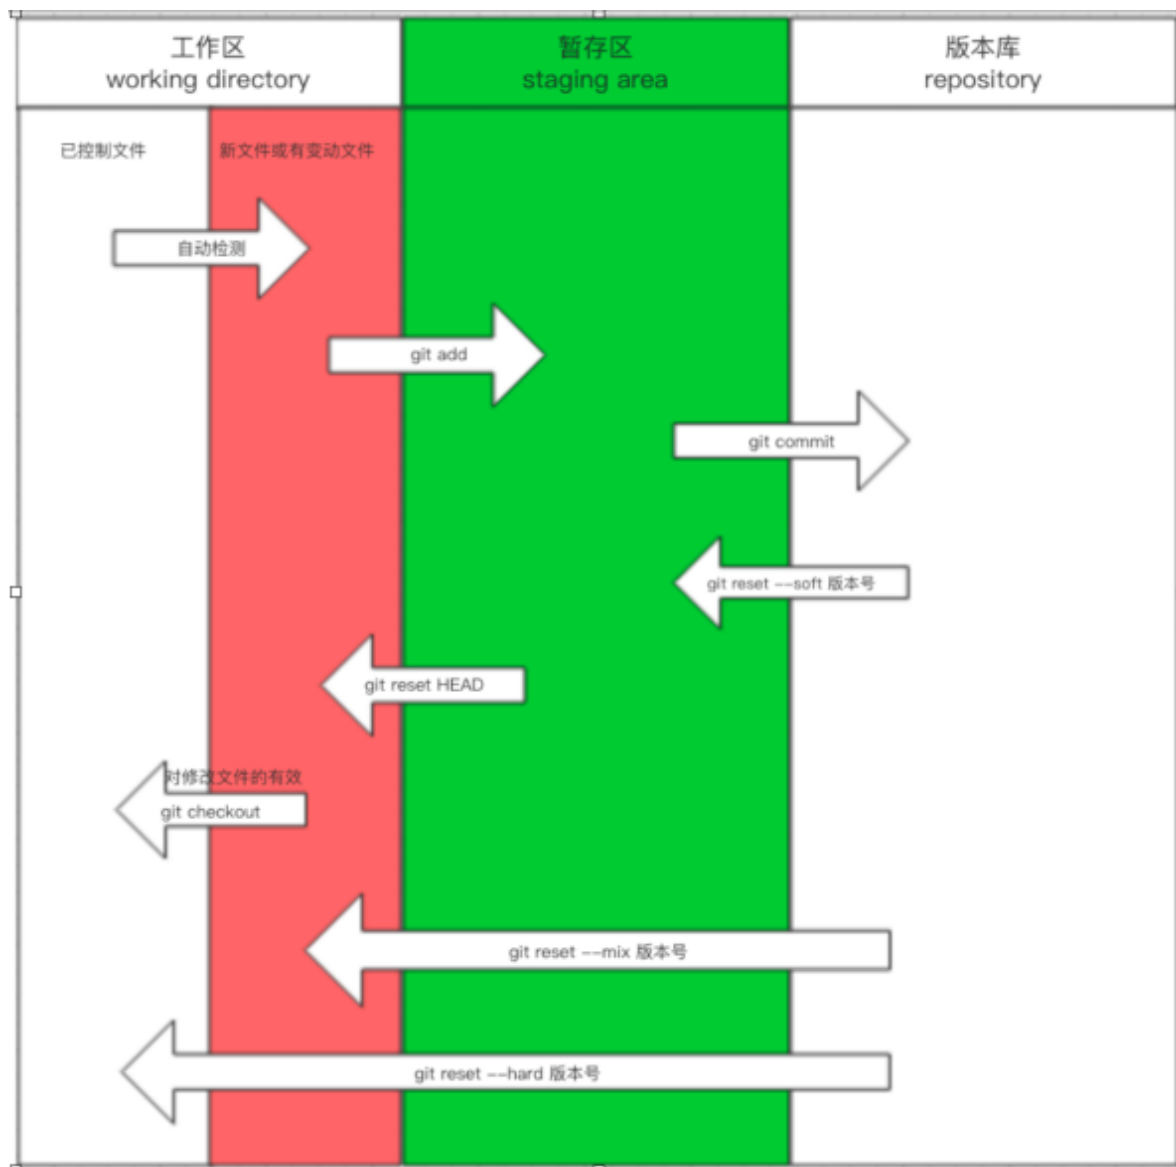 工作区
working directory
暂存区
staging area
版本库
repository
已控制文件
新文件或有变动文件
自动检测
git add
git commit
git reset --soft 版本号
git reset HEAD
对修改文件的有效
git checkout
git reset --mix 版本号
git reset --hard 版本号